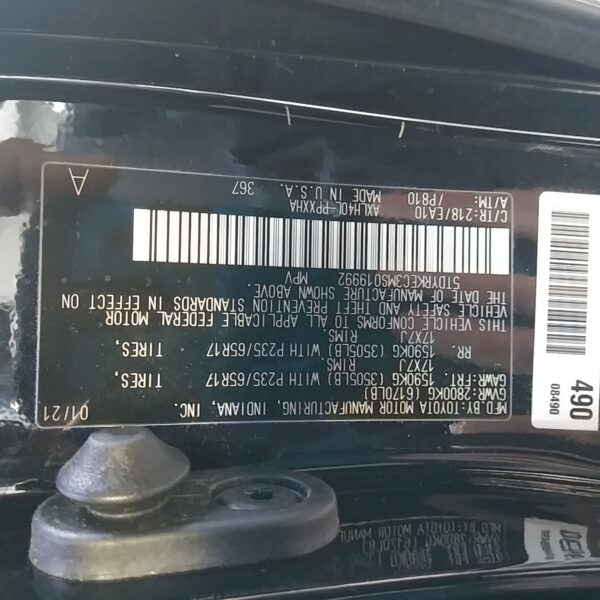 MFD.BY:TOYOTA MOTOR MANUFACTURING, INDIANA, INC. 01/21
GVWR:2800KG(6170LB)
GAWR:FRT. 1590KG (3505LB) WITH P235/65R17 TIRES,
17X7J RIMS
RR. 1590KG (3505LB) WITH P235/65R17 TIRES,
17X7J RIMS
THIS VEHICLE CONFORMS TO ALL APPLICABLE FEDERAL MOTOR
VEHICLE SAFETY AND THEFT PREVENTION STANDARDS IN EFFECT ON
THE DATE OF MANUFACTURE SHOWN ABOVE.
5TDYRKEC3MS019992 MPV
C/TR:218/EA10 AXLH40L-PPXXHA 367
A/TM: /P810 MADE IN U.S.A. A
490
08490